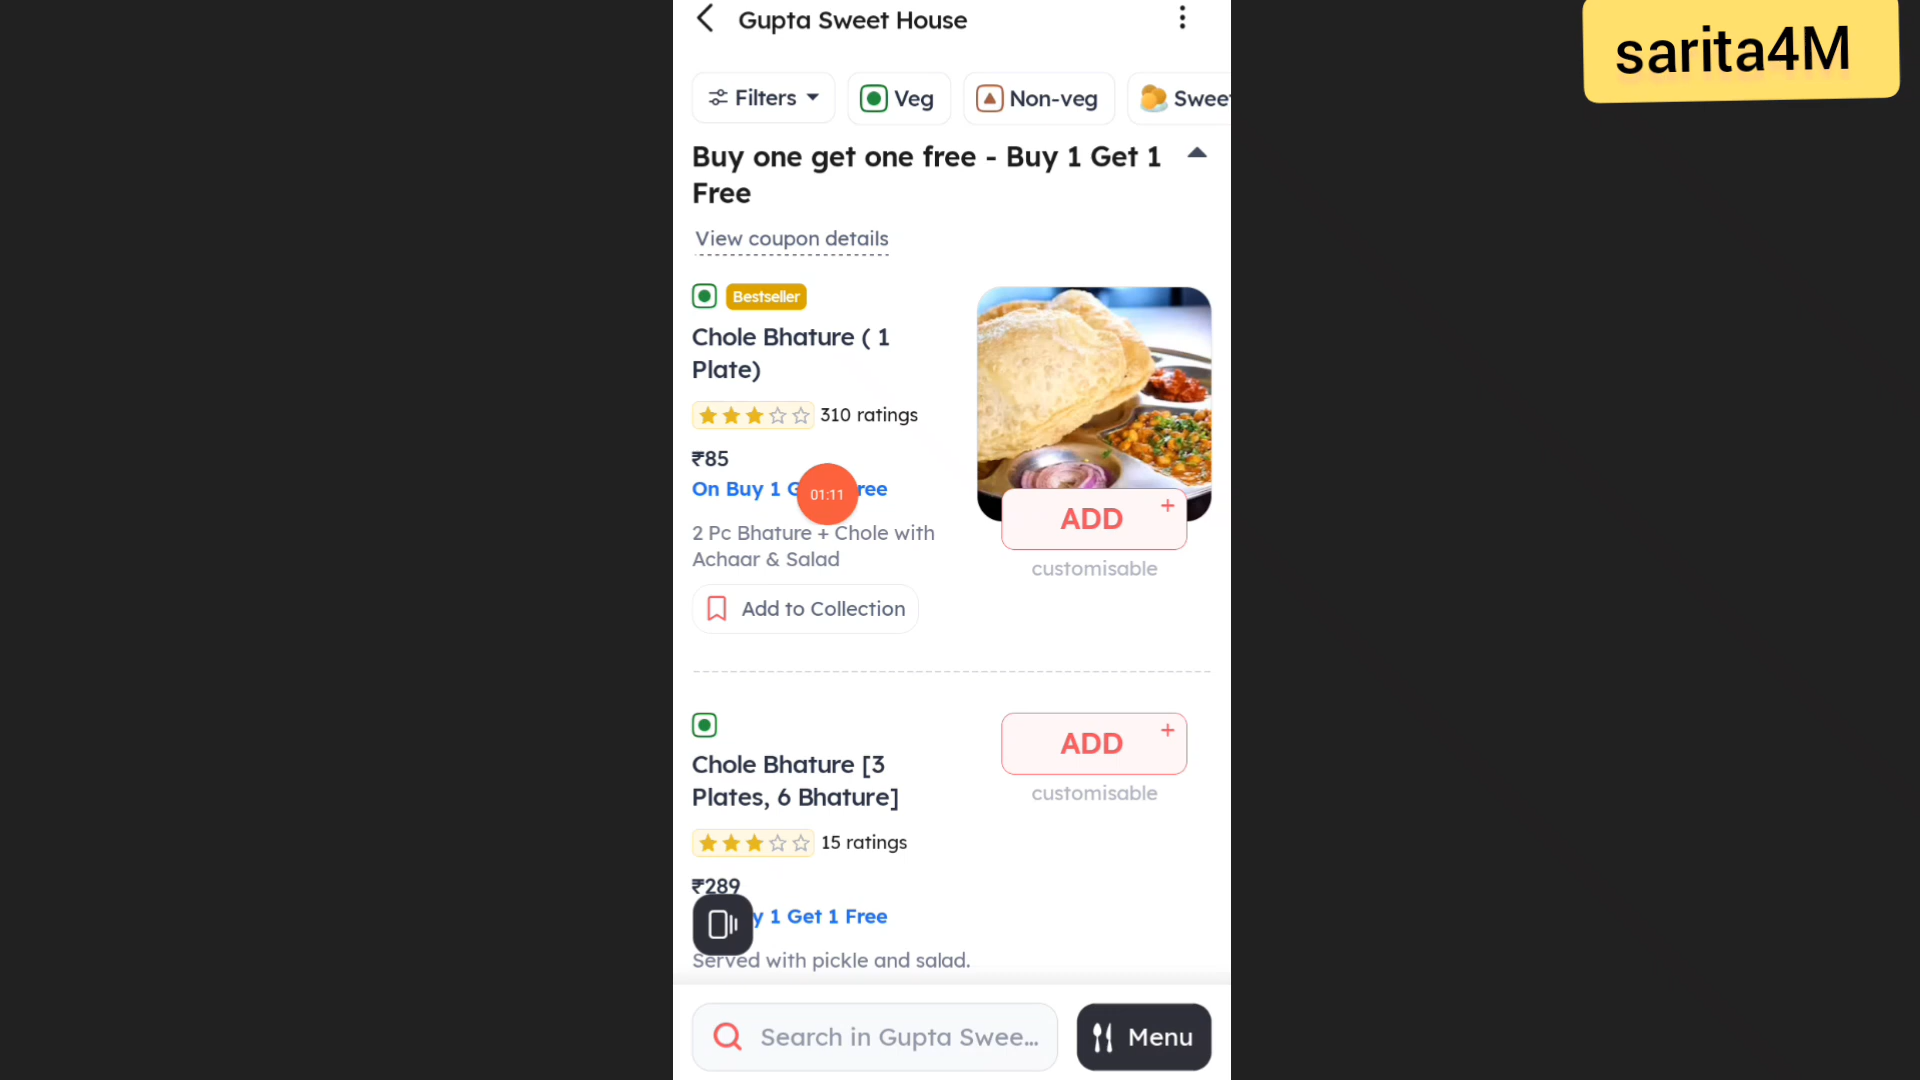 Gupta Sweet House
sarita4M
Filters
Veg
Non-veg
Sweet
Buy one get one free - Buy 1 Get 1
Free
View coupon details
Bestseller
Chole Bhature ( 1
Plate)
310 ratings
₹85
On Buy 1 G
ree
01:11
2 Pc Bhature + Chole with
Achaar & Salad
Add to Collection
ADD +
customisable
Chole Bhature [3
Plates, 6 Bhature]
15 ratings
₹289
y 1 Get 1 Free
Served with pickle and salad.
ADD +
customisable
Search in Gupta Swee...
Menu